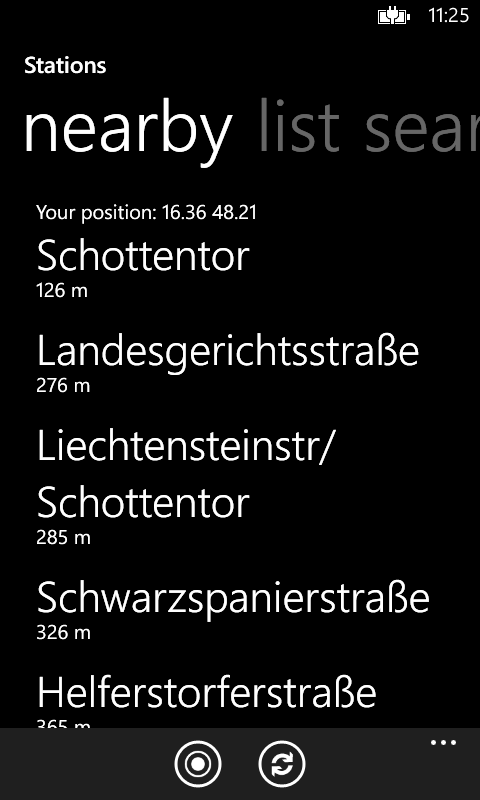 11:25
Stations
nearby list sear
Your position: 16.36 48.21
Schottentor
126 m
Landesgerichtsstraße
276 m
Liechtensteinstr/
Schottentor
285 m
Schwarzspanierstraße
326 m
Helferstorferstraße
365 m